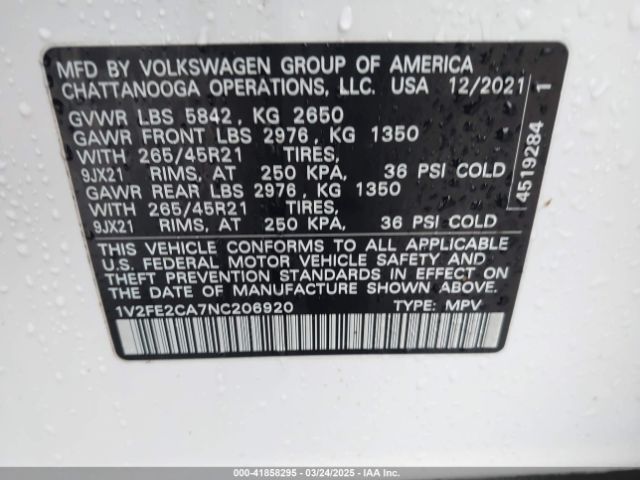 MFD BY VOLKSWAGEN GROUP OF AMERICA
CHATTANOOGA OPERATIONS, LLC. USA 12/2021
GVWR LBS 5842, KG 2650
GAWR FRONT LBS 2976, KG 1350
WITH 265/45R21 TIRES,
9JX21 RIMS, AT 250 KPA, 36 PSI COLD
GAWR REAR LBS 2976, KG 1350
WITH 265/45R21 TIRES,
9JX21 RIMS, AT 250 KPA, 36 PSI COLD
THIS VEHICLE CONFORMS TO ALL APPLICABLE
U.S. FEDERAL MOTOR VEHICLE SAFETY AND
THEFT PREVENTION STANDARDS IN EFFECT ON
THE DATE OF MANUFACTURE SHOWN ABOVE.
1V2FE2CA7NC206920 TYPE: MPV
4519284 1
000-41858295 - 03/24/2025 - IAA Inc.